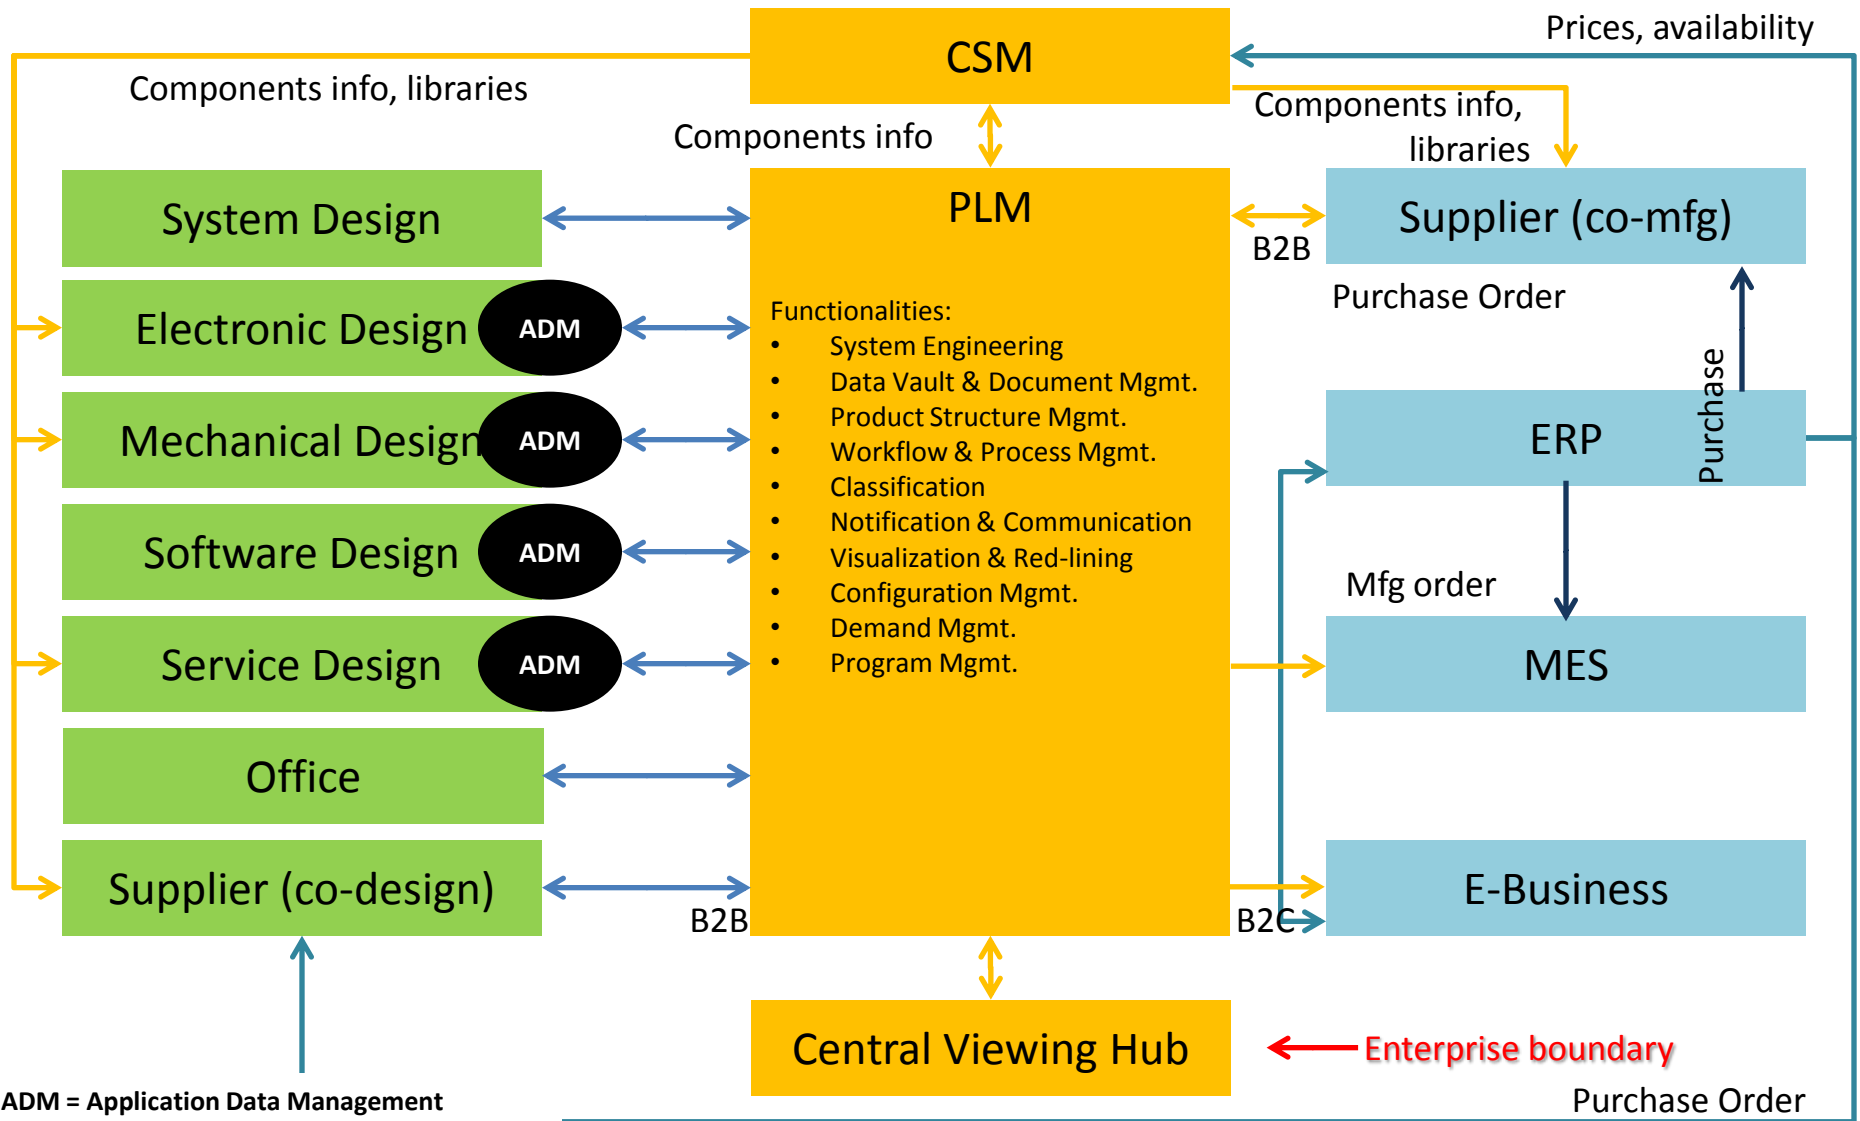 Prices, availability
CSM
Components info, libraries
Components info,
libraries
Components info
System Design
PLM
Supplier (co-mfg)
B2B
Purchase Order
Electronic Design
ADM
Functionalities:
• System Engineering
• Data Vault & Document Mgmt.
• Product Structure Mgmt.
• Workflow & Process Mgmt.
• Classification
• Notification & Communication
• Visualization & Red-lining
• Configuration Mgmt.
• Demand Mgmt.
• Program Mgmt.
Purchase
Mechanical Design
ADM
ERP
Software Design
ADM
Mfg order
Service Design
ADM
MES
Office
Supplier (co-design)
E-Business
B2B
B2C
Central Viewing Hub
Enterprise boundary
ADM = Application Data Management
Purchase Order